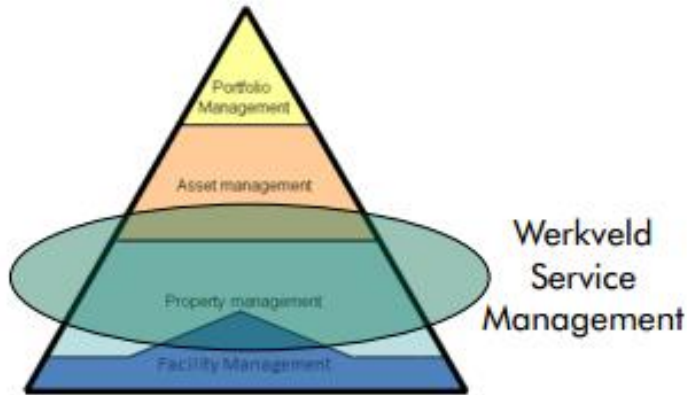 Portfolio
Management
Asset management
Werkveld
Service
Management
Property management
Facility Management